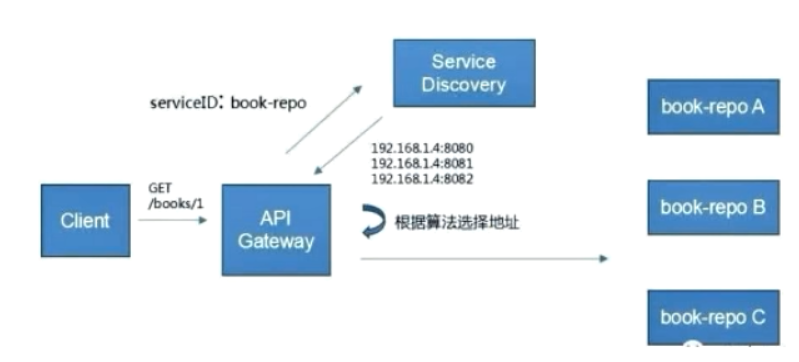 Service
Discovery
serviceID: book-repo
book-repo A
192.168.1.4:8080
192.168.1.4:8081
192.168.1.4:8082
GET
/books/1
Client
API
Gateway
根据算法选择地址
book-repo B
book-repo C